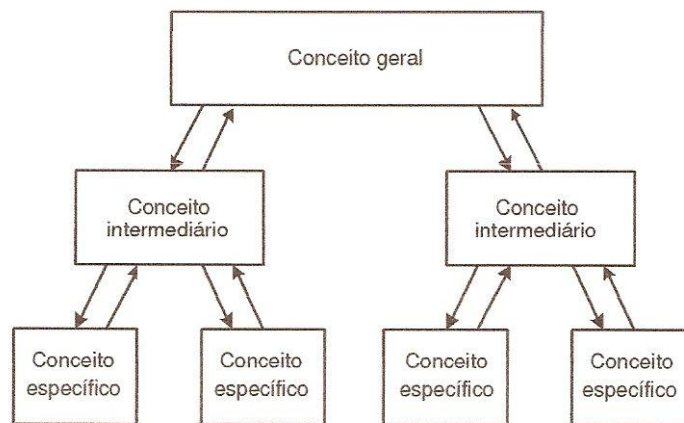 Conceito geral
Conceito
intermediário
Conceito
intermediário
Conceito
específico
Conceito
específico
Conceito
específico
Conceito
específico